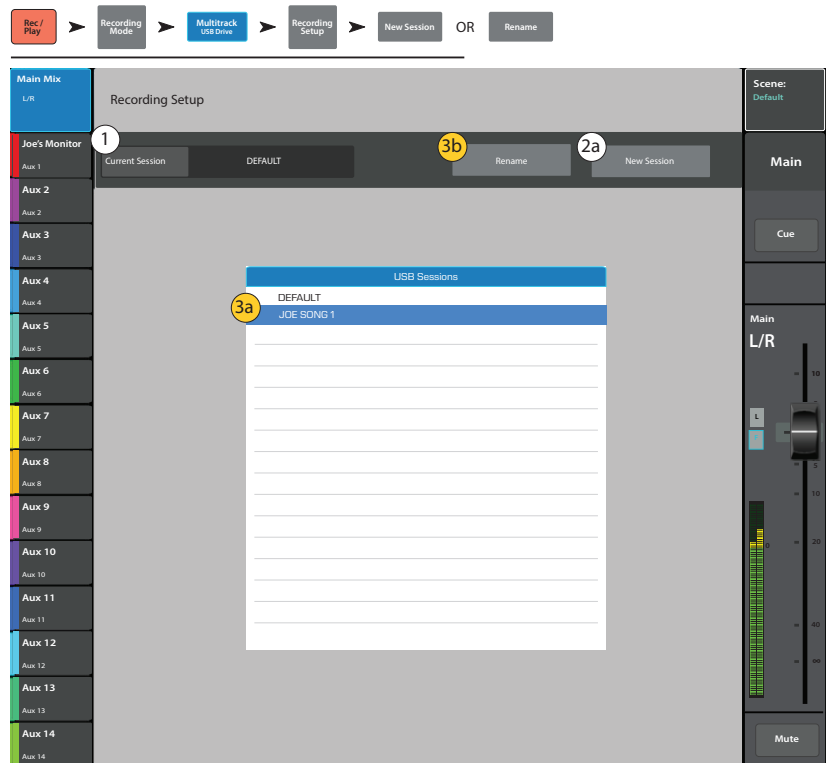 Rec /
Play
Recording
Mode
Multitrack
USB Drive
Recording
Setup
New Session
OR
Rename
Main Mix
L/R
Recording Setup
Scene:
Default
Joe's Monitor
Aux 1
1
Current Session
DEFAULT
3b
Rename
2a
New Session
Main
Aux 2
Aux 2
Aux 3
Aux 3
Cue
Aux 4
Aux 4
USB Sessions
DEFAULT
3a
JOE SONG 1
Aux 5
Aux 5
Main
L/R
Aux 6
Aux 6
10
Aux 7
Aux 7
L
Aux 8
Aux 8
5
10
Aux 9
Aux 9
0
20
Aux 10
Aux 10
Aux 11
Aux 11
40
Aux 12
Aux 12
∞
Aux 13
Aux 13
Aux 14
Aux 14
Mute